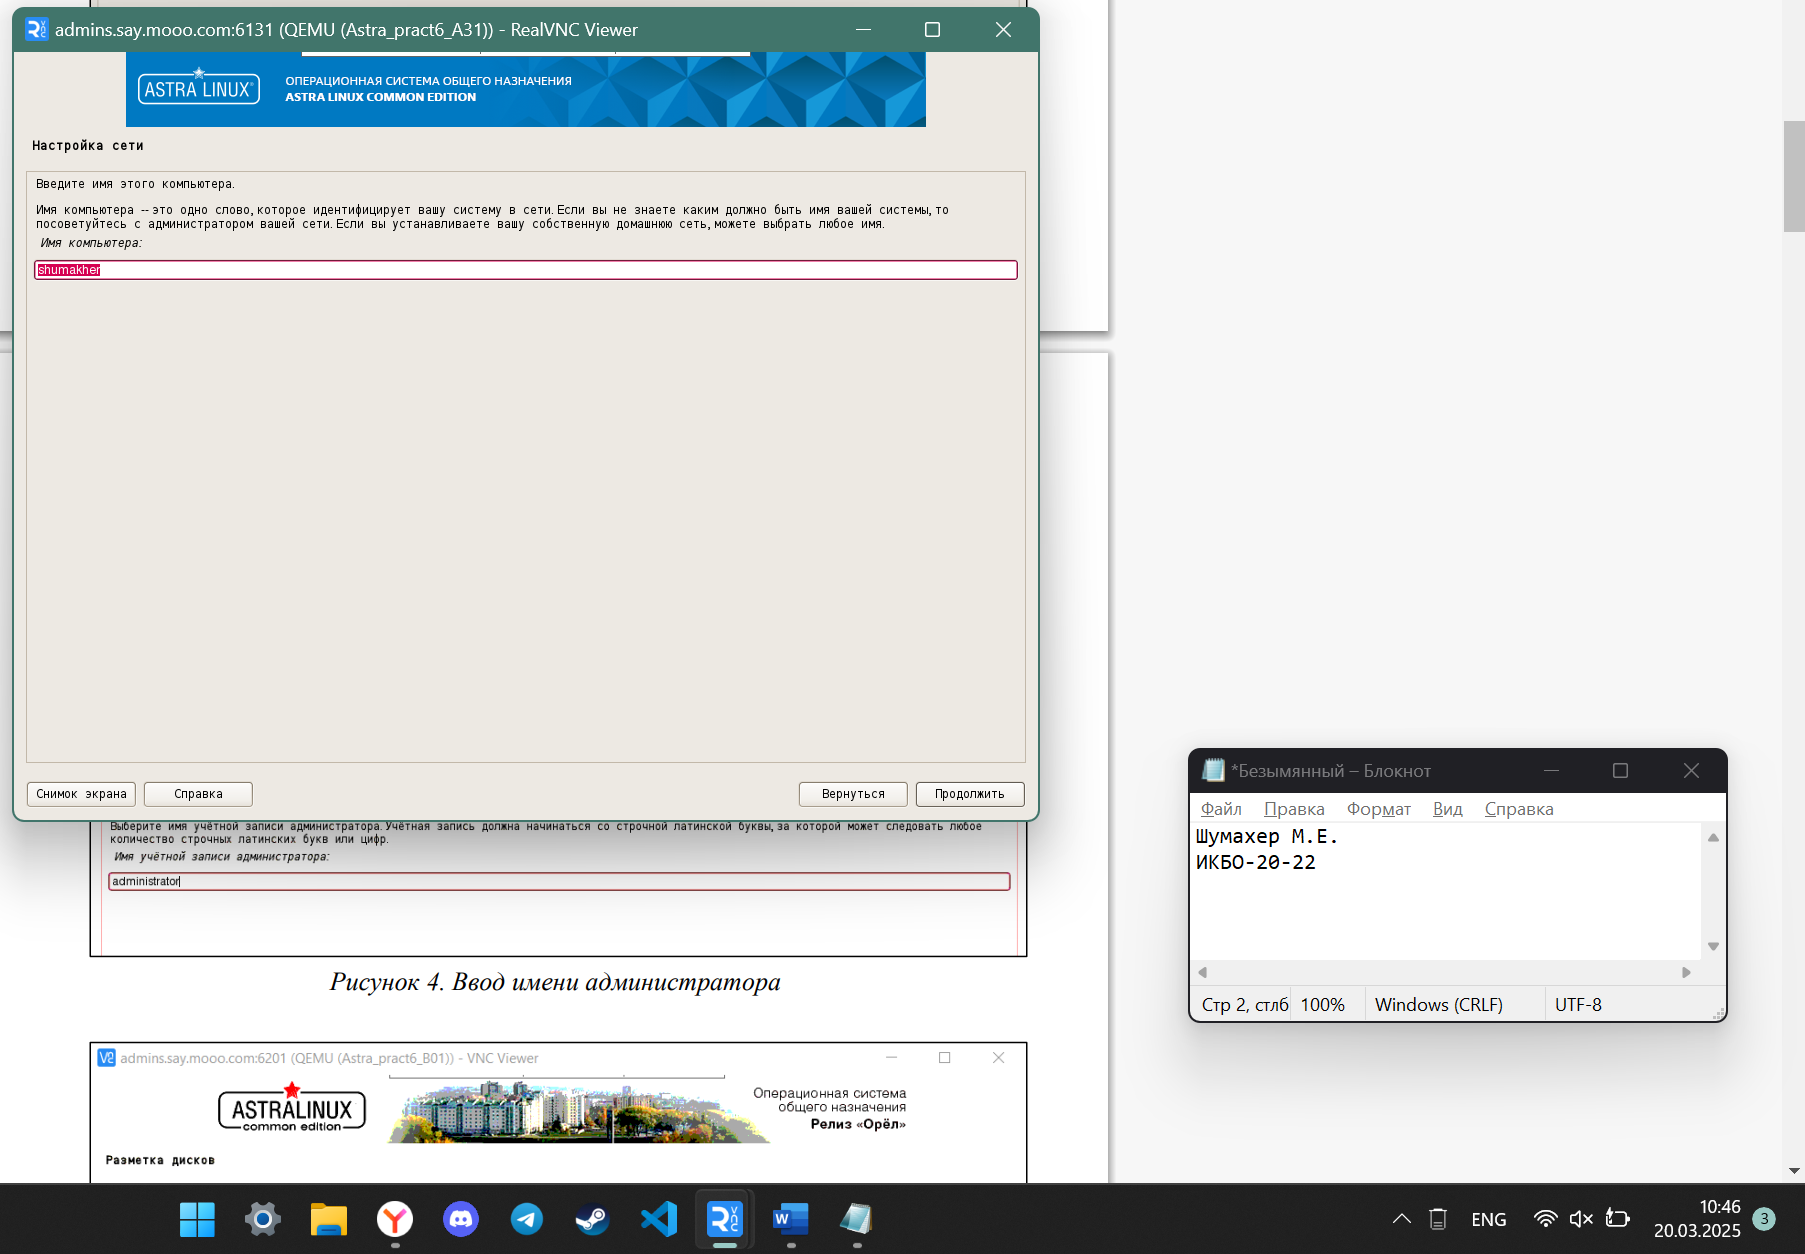 admins.say.mooo.com:6131 (QEMU (Astra_pract6_A31)) - RealVNC Viewer
ASTRA LINUX®
ОПЕРАЦИОННАЯ СИСТЕМА ОБЩЕГО НАЗНАЧЕНИЯ
ASTRA LINUX COMMON EDITION
Настройка сети
Введите имя этого компьютера.
Имя компьютера -- это одно слово, которое идентифицирует вашу систему в сети. Если вы не знаете каким должно быть имя вашей системы, то
посоветуйтесь с администратором вашей сети. Если вы устанавливаете вашу собственную домашнюю сеть, можете выбрать любое имя.
Имя компьютера:
shumakher
Снимок экрана
Справка
Вернуться
Продолжить
Выберите имя учётной записи администратора. Учётная запись должна начинаться со строчной латинской буквы, за которой может следовать любое
количество строчных латинских букв или цифр.
Имя учётной записи администратора:
administrator
Рисунок 4. Ввод имени администратора
admins.say.mooo.com:6201 (QEMU (Astra_pract6_B01)) - VNC Viewer
ASTRALINUX
common edition
Операционная система
общего назначения
Релиз «Орёл»
Разметка дисков
*Безымянный – Блокнот
Файл Правка Формат Вид Справка
Шумахер М.Е.
ИКБО-20-22
Стр 2, стлб 100% Windows (CRLF) UTF-8
ENG
10:46
20.03.2025
3